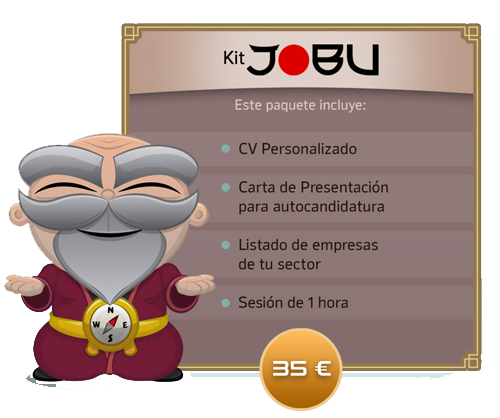 Kit JOBU
Este paquete incluye:
CV Personalizado
Carta de Presentación
para autocandidatura
Listado de empresas
de tu sector
Sesión de 1 hora
N
W E
S
35 €